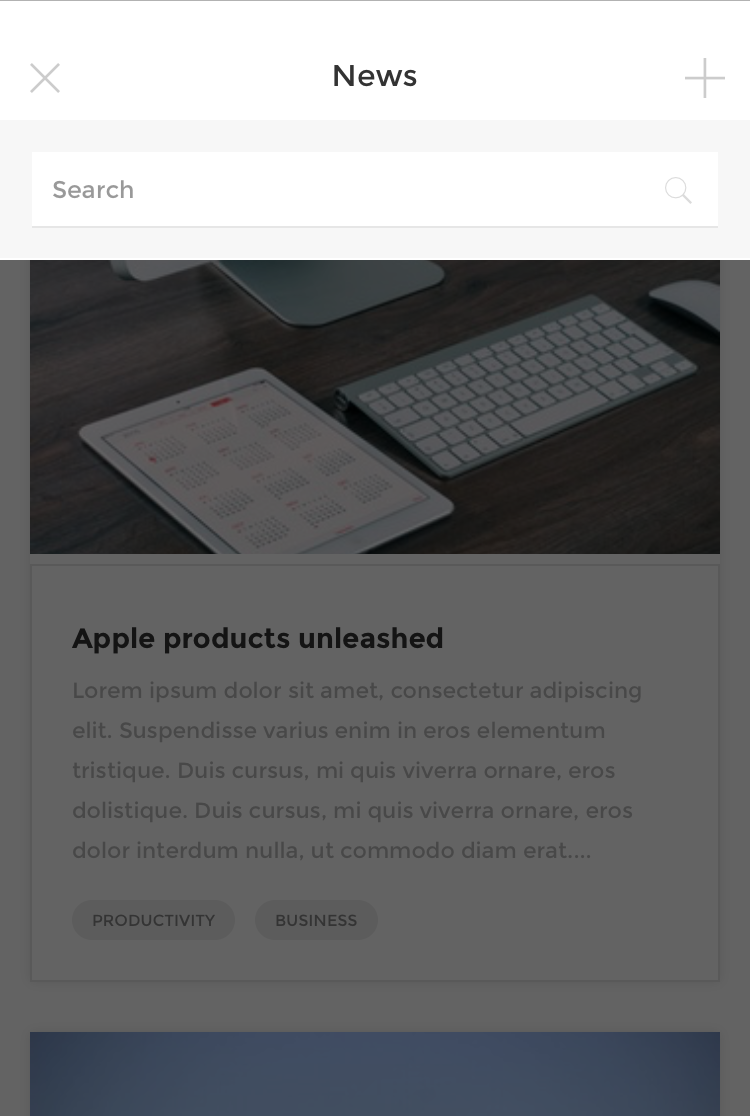 News
Search
Apple products unleashed
Lorem ipsum dolor sit amet, consectetur adipiscing
elit. Suspendisse varius enim in eros elementum
tristique. Duis cursus, mi quis viverra ornare, eros
dolistique. Duis cursus, mi quis viverra ornare, eros
dolor interdum nulla, ut commodo diam erat....
PRODUCTIVITY BUSINESS